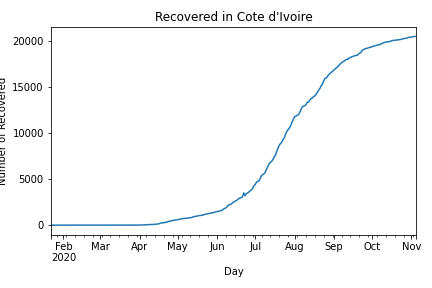 Recovered in Cote d'Ivoire
Number of Recovered
20000
15000
10000
5000
0
Feb Mar Apr May Jun Jul Aug Sep Oct Nov
2020
Day